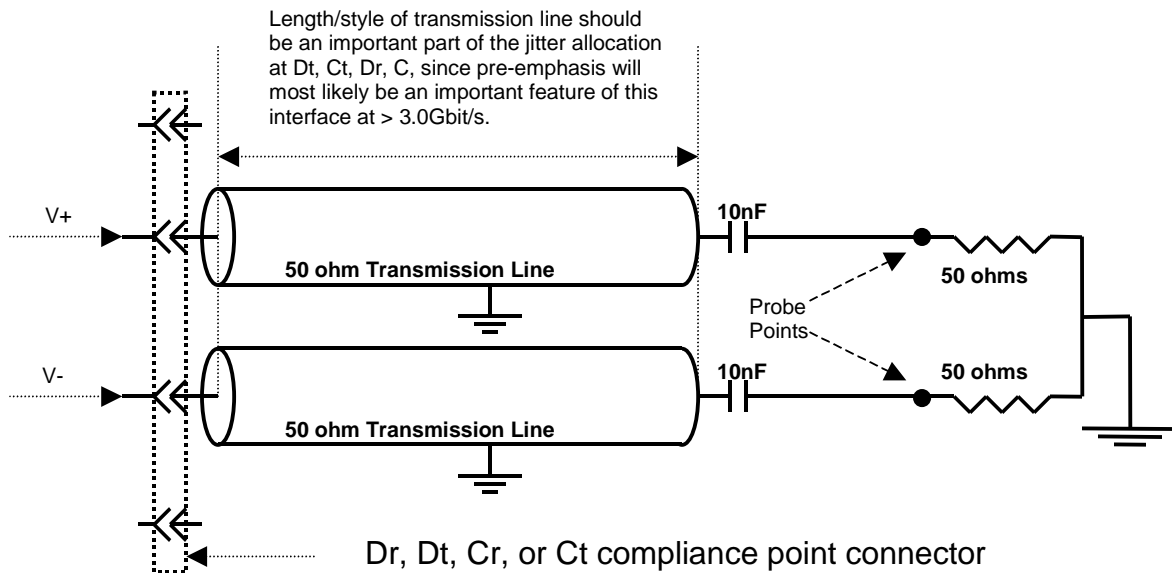 Length/style of transmission line should
be an important part of the jitter allocation
at Dt, Ct, Dr, C, since pre-emphasis will
most likely be an important feature of this
interface at > 3.0Gbit/s.
V+
10nF
50 ohm Transmission Line
50 ohms
Probe
Points
V-
10nF
50 ohms
50 ohm Transmission Line
Dr, Dt, Cr, or Ct compliance point connector